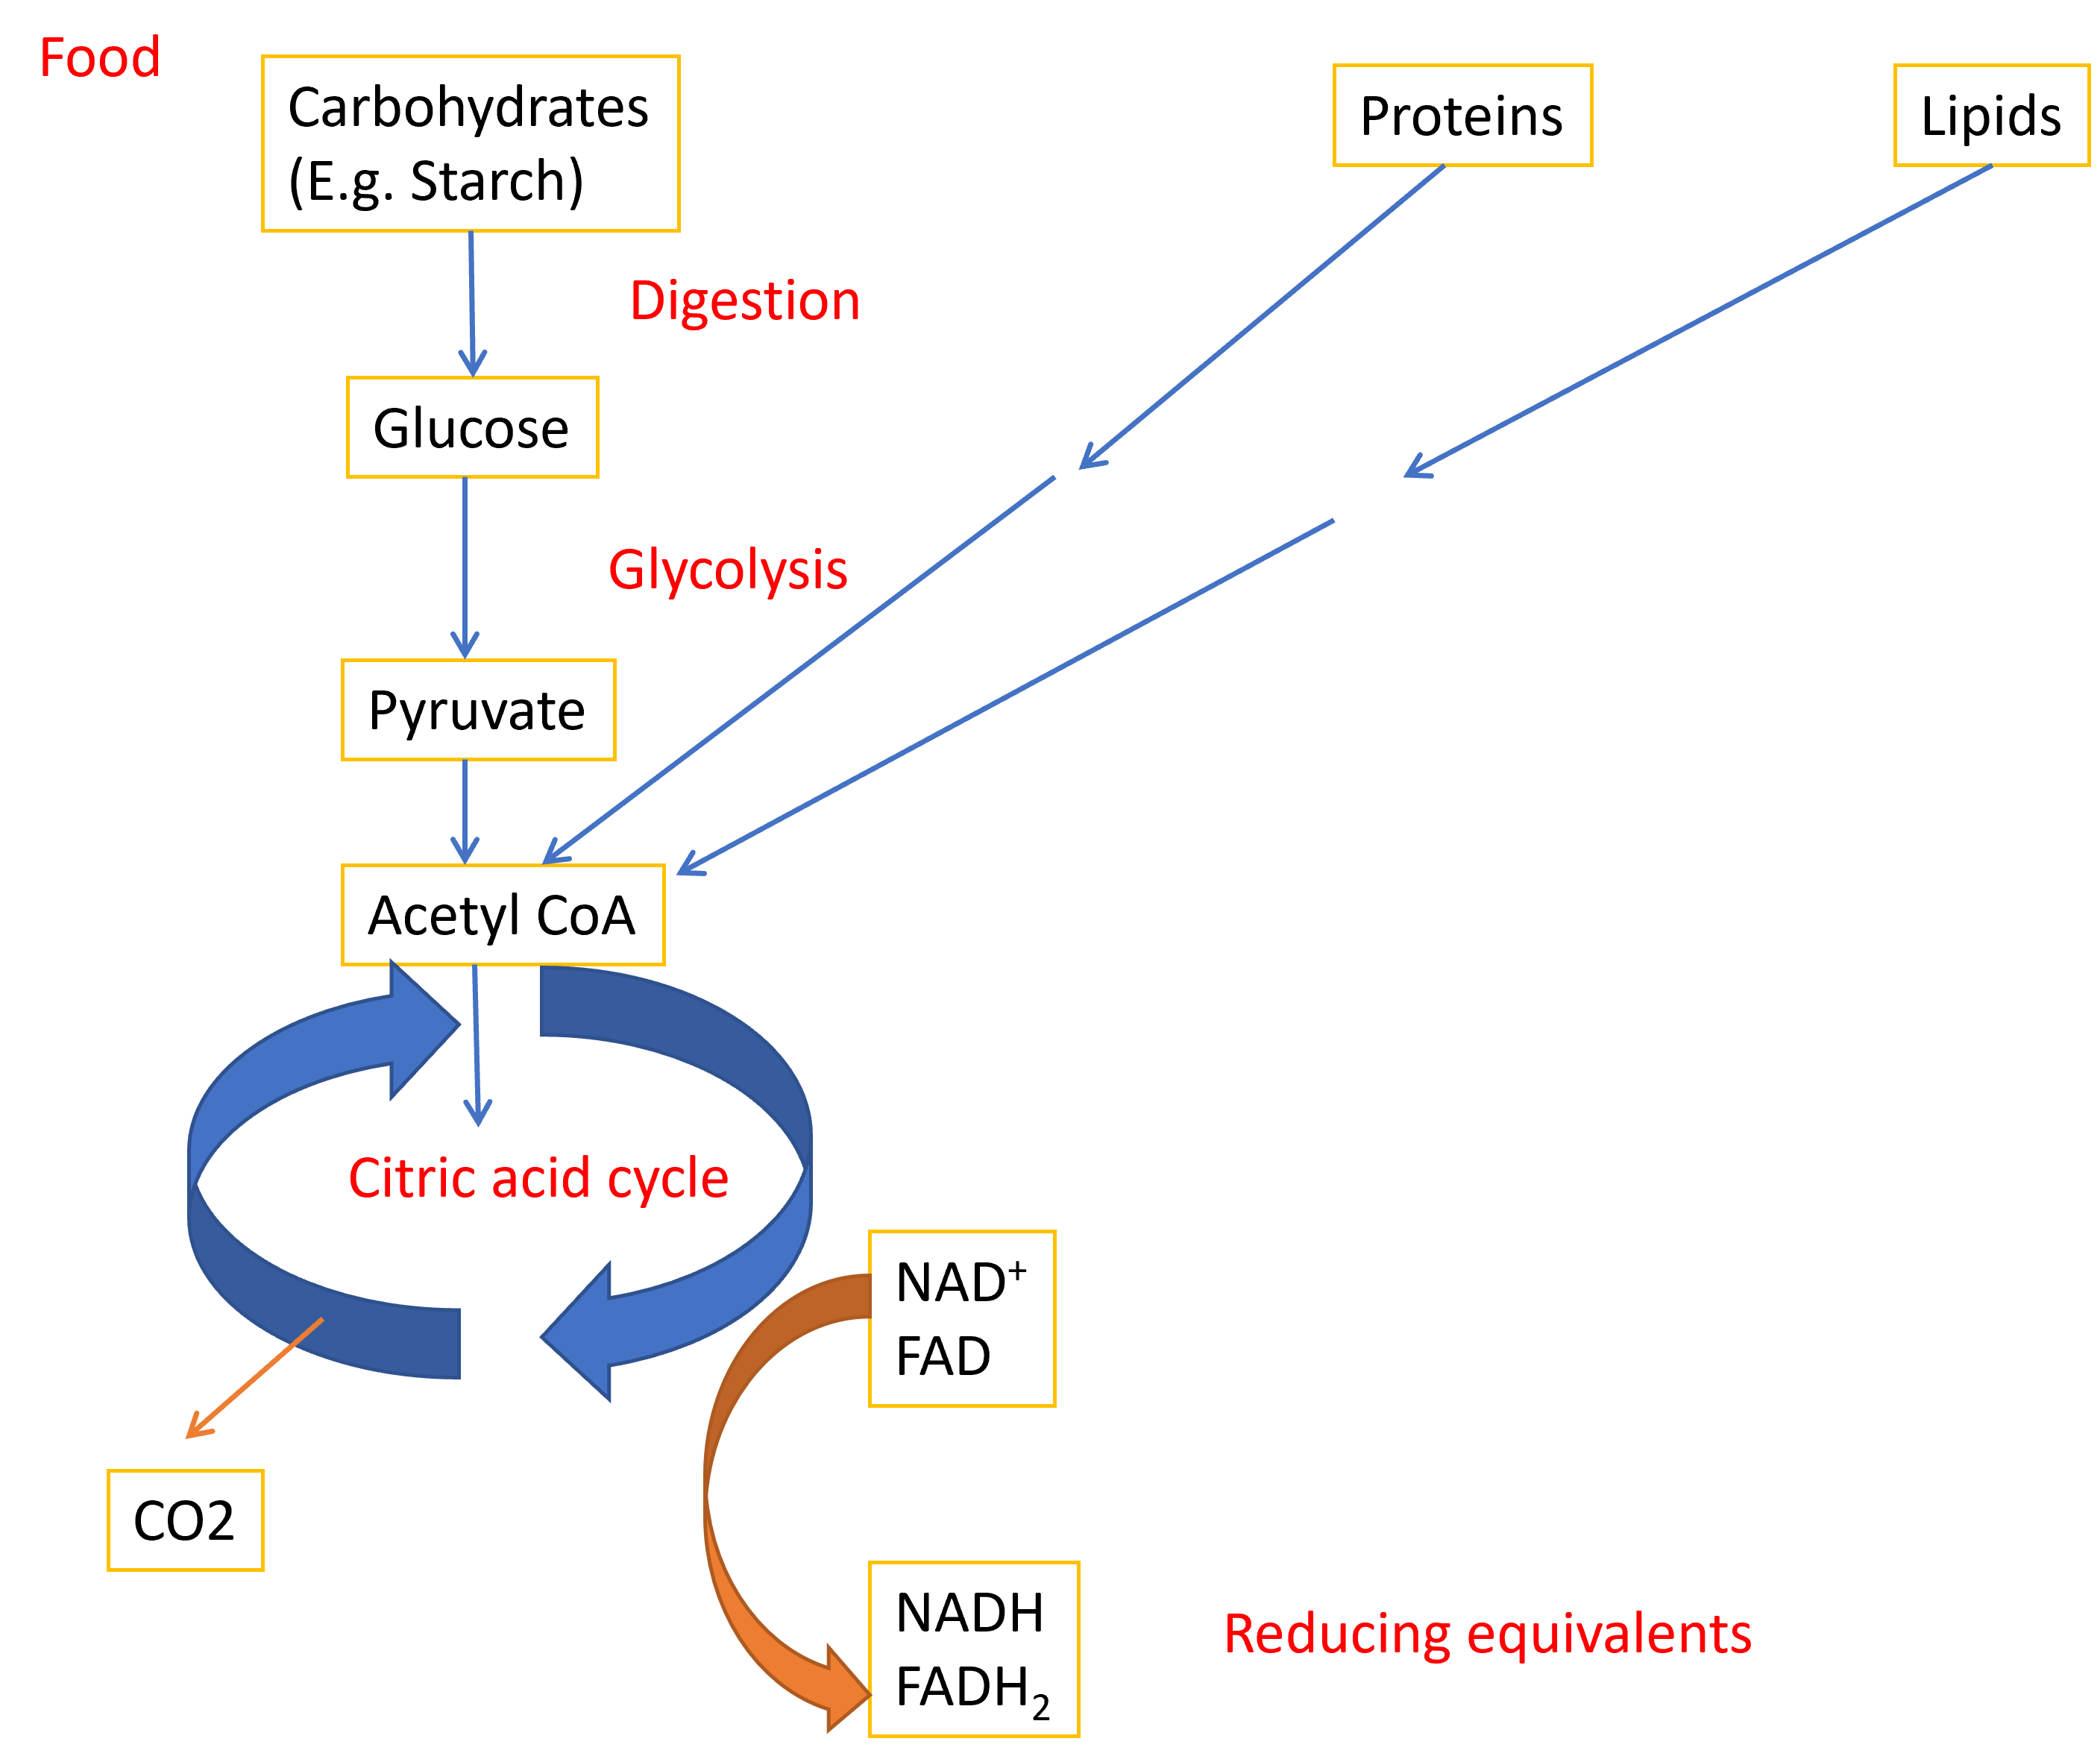 Food
Carbohydrates
(E.g. Starch)
Proteins
Lipids
Digestion
Glucose
Glycolysis
Pyruvate
Acetyl CoA
Citric acid cycle
NAD⁺
FAD
CO2
NADH
FADH₂
Reducing equivalents